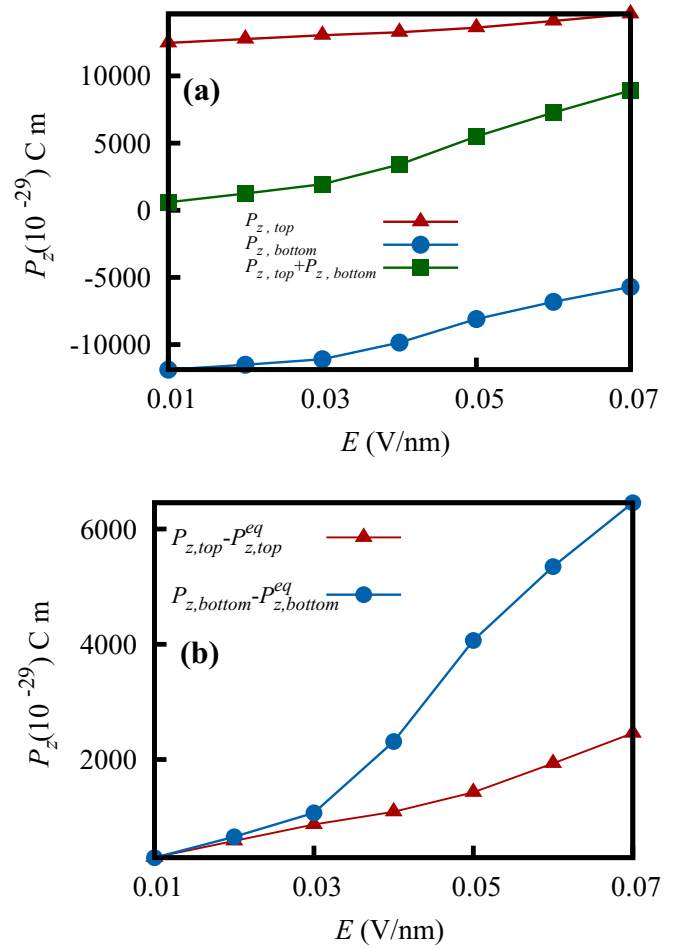 10000
5000
0
-5000
-10000
P_z(10^-29) C m
(a)
P_z, top
P_z, bottom
P_z, top+P_z, bottom
0.01 0.03 0.05 0.07
E (V/nm)
6000
4000
2000
P_z(10^-29) C m
P_z,top-P^eq_z,top
P_z,bottom-P^eq_z,bottom
(b)
0.01 0.03 0.05 0.07
E (V/nm)